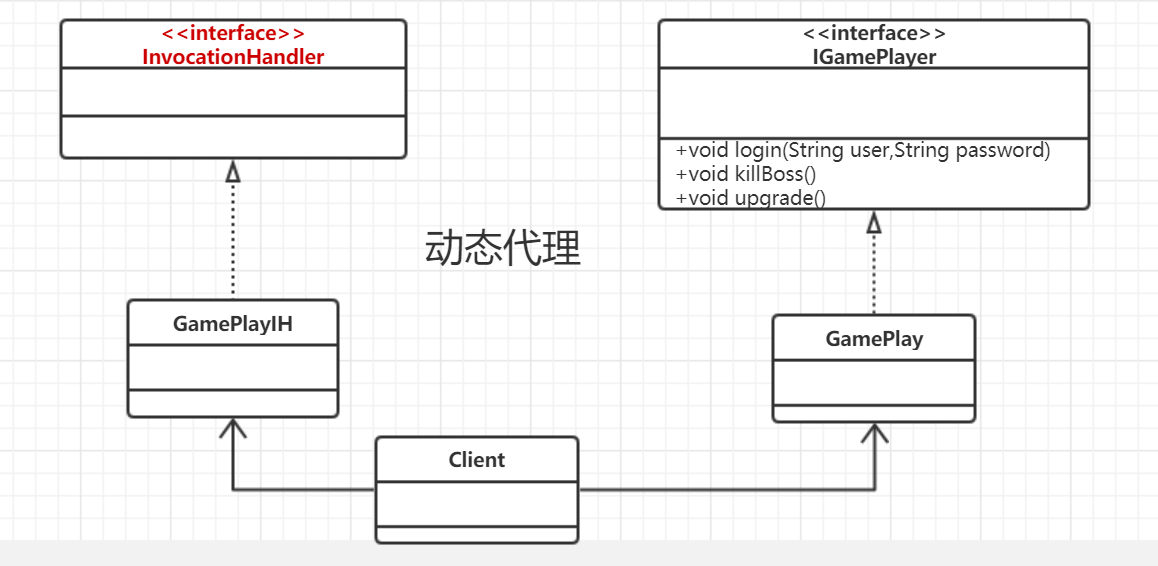 <<interface>>
InvocationHandler
<<interface>>
IGamePlayer
+void login(String user,String password)
+void killBoss()
+void upgrade()
动态代理
GamePlayIH
GamePlay
Client